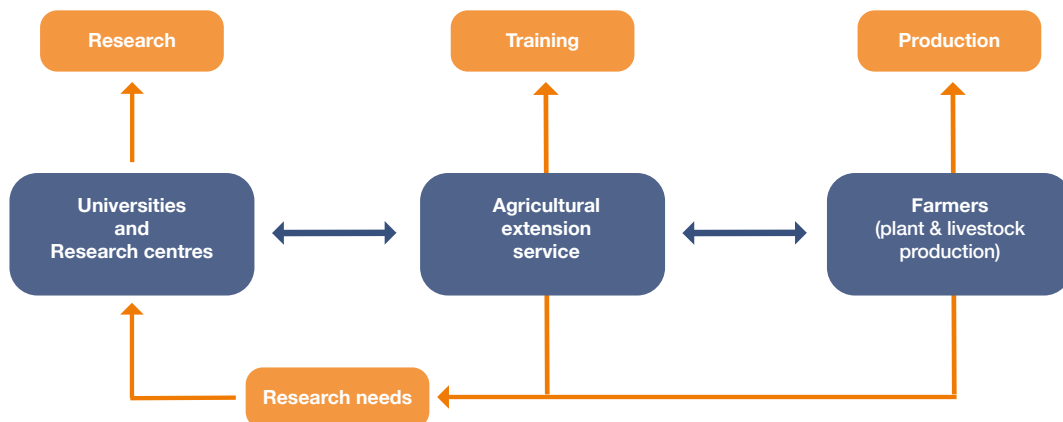 Research
Training
Production
Universities
and
Research centres
Agricultural
extension
service
Farmers
(plant & livestock
production)
Research needs